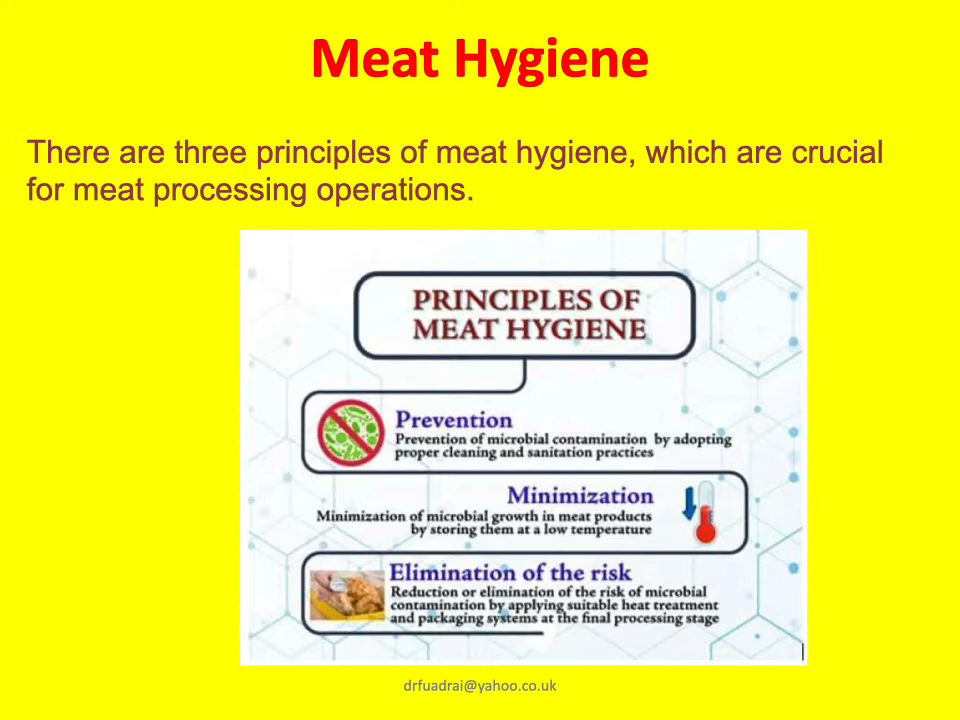 Meat Hygiene
There are three principles of meat hygiene, which are crucial
for meat processing operations.
PRINCIPLES OF
MEAT HYGIENE
Prevention
Prevention of microbial contamination by adopting
proper cleaning and sanitation practices
Minimization
Minimization of microbial growth in meat products
by storing them at a low temperature
Elimination of the risk
Reduction or elimination of the risk of microbial
contamination by applying suitable heat treatment
and packaging systems at the final processing stage
drfuadrai@yahoo.co.uk